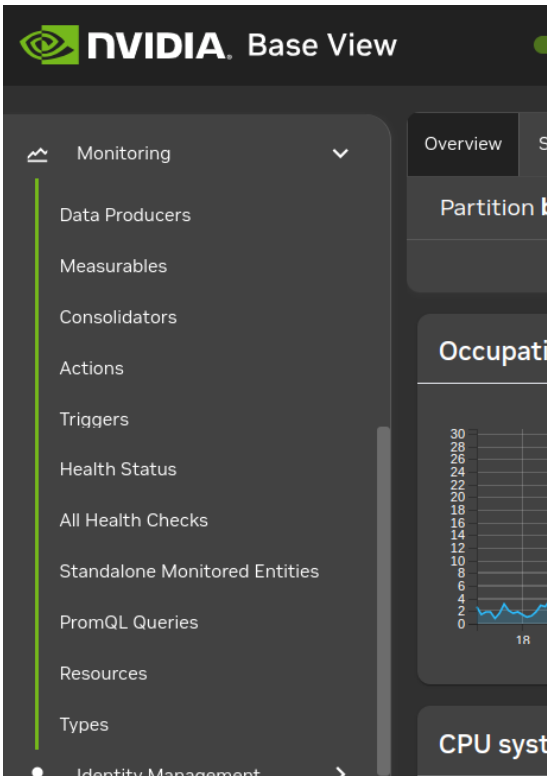 NVIDIA. Base View
Monitoring
Data Producers
Measurables
Consolidators
Actions
Triggers
Health Status
All Health Checks
Standalone Monitored Entities
PromQL Queries
Resources
Types
Identity Management
Overview S
Partition b
Occupati
30
28
26
24
22
20
18
16
14
12
10
8
6
4
2
0
18
CPU syst